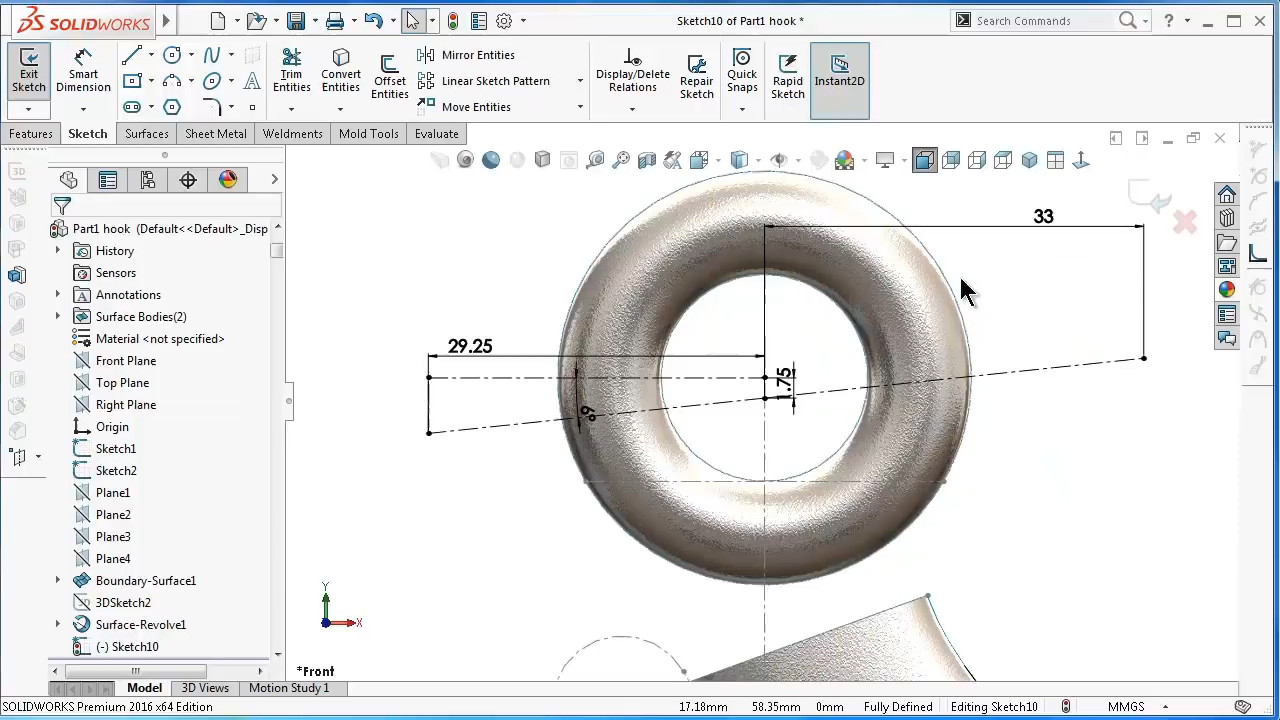 SOLIDWORKS
Sketch10 of Part1 hook *
Search Commands
?
Exit Sketch
Smart Dimension
Trim Entities
Convert Entities
Offset Entities
Mirror Entities
Linear Sketch Pattern
Move Entities
Display/Delete Relations
Repair Sketch
Quick Snaps
Rapid Sketch
Instant2D
Features
Sketch
Surfaces
Sheet Metal
Weldments
Mold Tools
Evaluate
Part1 hook (Default<<Default>_Disp
History
Sensors
Annotations
Surface Bodies(2)
Material <not specified>
Front Plane
Top Plane
Right Plane
Origin
Sketch1
Sketch2
Plane1
Plane2
Plane3
Plane4
Boundary-Surface1
3DSketch2
Surface-Revolve1
(-) Sketch10
33
29.25
1.75
Y
X
*Front
Model
3D Views
Motion Study 1
SOLIDWORKS Premium 2016 x64 Edition
17.18mm
58.35mm
0mm
Fully Defined
Editing Sketch10
MMGS